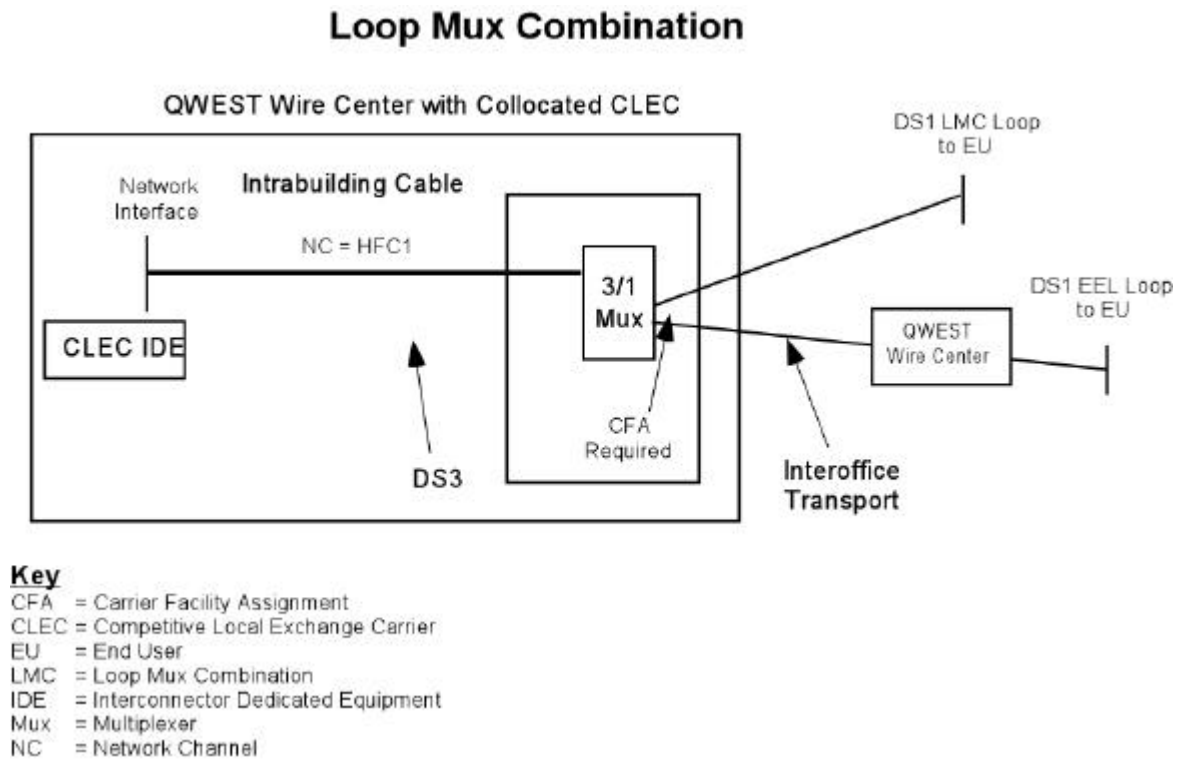 Loop Mux Combination
QWEST Wire Center with Collocated CLEC
DS1 LMC Loop
to EU
Network
Interface
Intrabuilding Cable
NC = HFC1
3/1
Mux
CLEC IDE
DS1 EEL Loop
to EU
QWEST
Wire Center
CFA
Required
DS3
Interoffice
Transport
Key
CFA = Carrier Facility Assignment
CLEC = Competitive Local Exchange Carrier
EU = End User
LMC = Loop Mux Combination
IDE = Interconnector Dedicated Equipment
Mux = Multiplexer
NC = Network Channel